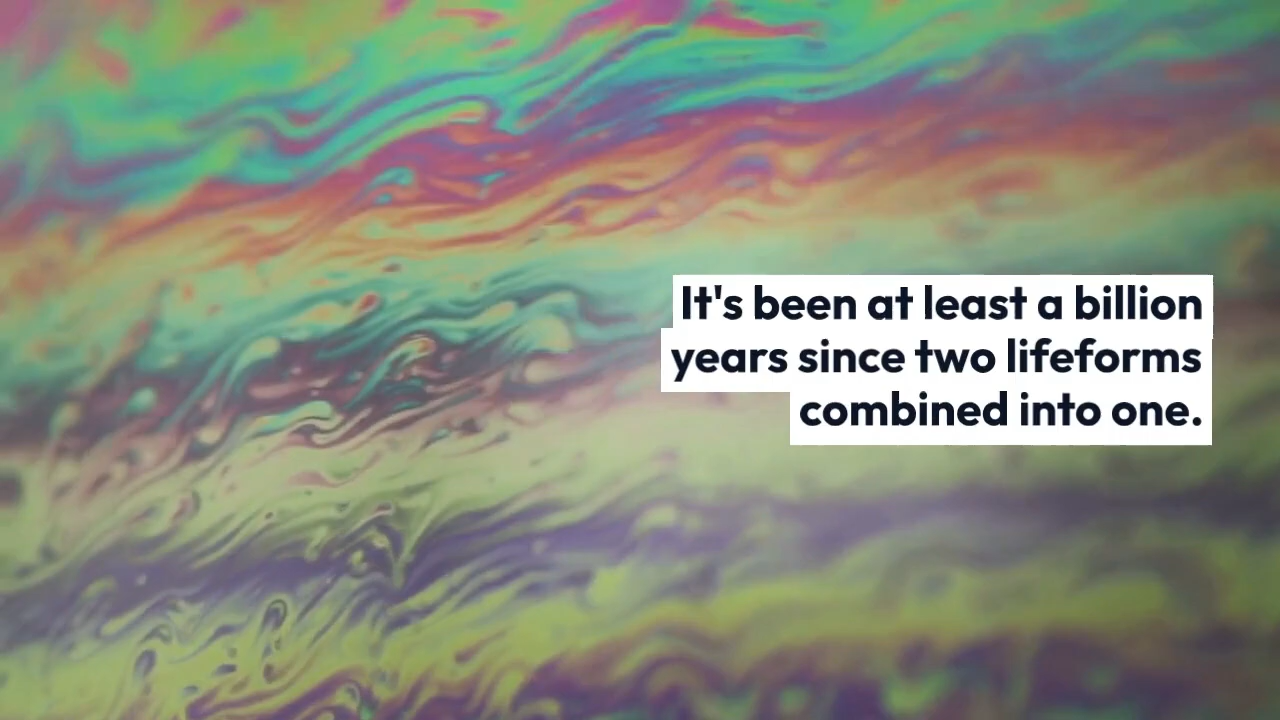 It's been at least a billion
years since two lifeforms
combined into one.